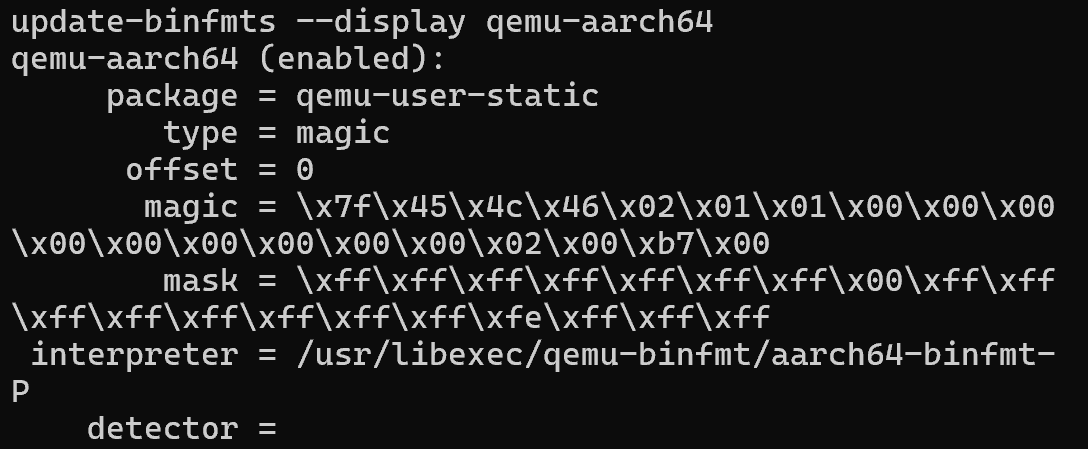 update-binfmts --display qemu-aarch64
qemu-aarch64 (enabled):
     package = qemu-user-static
        type = magic
      offset = 0
       magic = \x7f\x45\x4c\x46\x02\x01\x01\x00\x00\x00
\x00\x00\x00\x00\x00\x00\x02\x00\xb7\x00
        mask = \xff\xff\xff\xff\xff\xff\xff\x00\xff\xff
\xff\xff\xff\xff\xff\xff\xfe\xff\xff\xff
 interpreter = /usr/libexec/qemu-binfmt/aarch64-binfmt-
P
    detector =